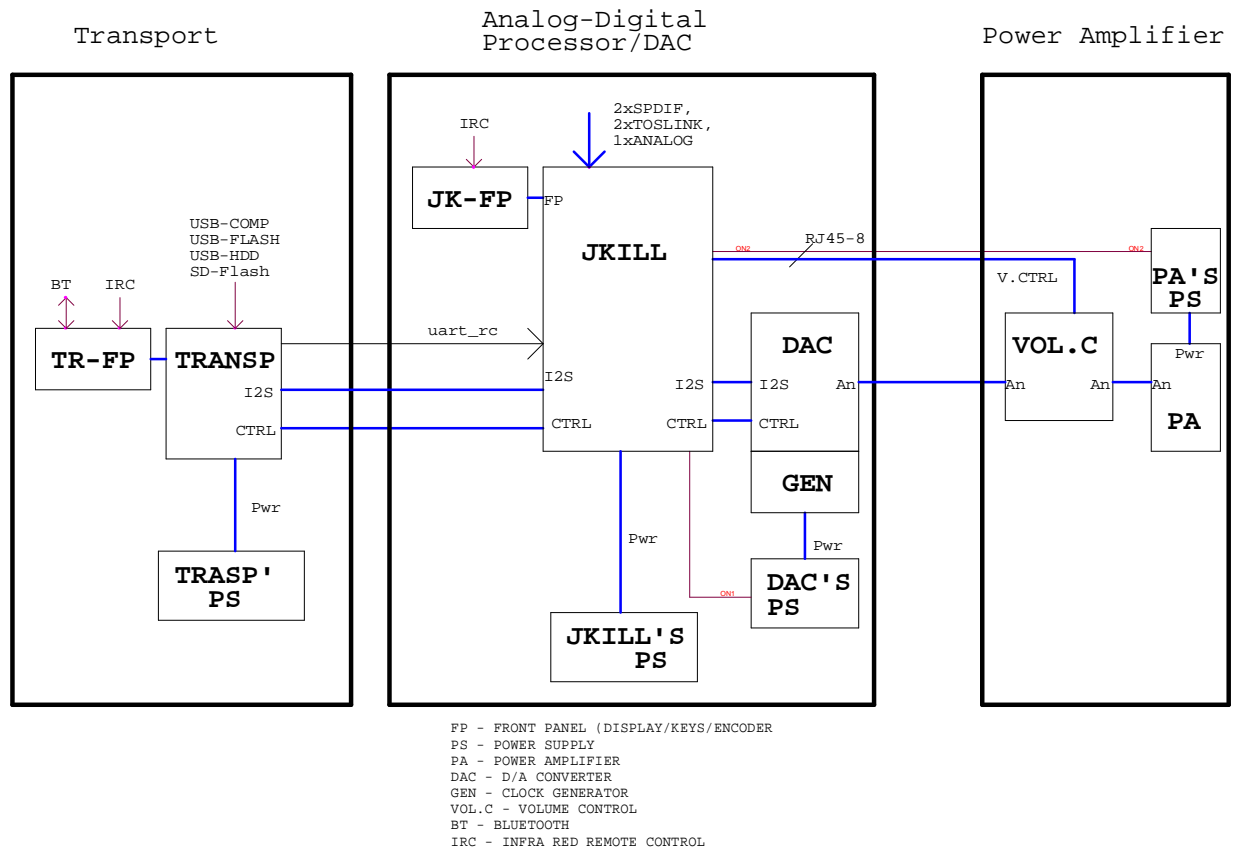 Transport
Analog-Digital
Processor/DAC
Power Amplifier
2xSPDIF,
2xTOSLINK,
1xANALOG
IRC
JK-FP
FP
JKILL
USB-COMP
USB-FLASH
USB-HDD
SD-Flash
BT
IRC
TR-FP
TRANSP
I2S
CTRL
uart_rc
I2S
CTRL
I2S
CTRL
ON2
RJ45-8
ON2
V.CTRL
DAC
I2S
An
CTRL
GEN
VOL.C
An
An
PA'S
PS
Pwr
An
PA
Pwr
TRASP'
PS
Pwr
JKILL'S
PS
Pwr
ON1
DAC'S
PS
FP - FRONT PANEL (DISPLAY/KEYS/ENCODER
PS - POWER SUPPLY
PA - POWER AMPLIFIER
DAC - D/A CONVERTER
GEN - CLOCK GENERATOR
VOL.C - VOLUME CONTROL
BT - BLUETOOTH
IRC - INFRA RED REMOTE CONTROL